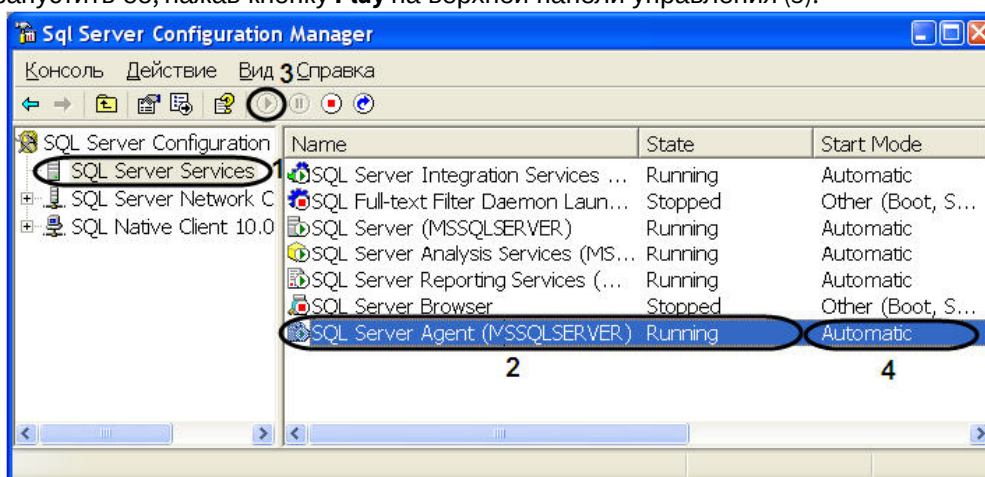 запустить ее, нажав кнопку Play на верхней панели управления (3).
Sql Server Configuration Manager
Консоль Действие Вид 3 Справка
SQL Server Configuration
Name State Start Mode
SQL Server Services 1
SQL Server Integration Services ... Running Automatic
SQL Server Network C
SQL Full-text Filter Daemon Laun... Stopped Other (Boot, S...
SQL Native Client 10.0
SQL Server (MSSQLSERVER) Running Automatic
SQL Server Analysis Services (MS... Running Automatic
SQL Server Reporting Services (... Running Automatic
SQL Server Browser Stopped Other (Boot, S...
SQL Server Agent (MSSQLSERVER) Running Automatic
2 4